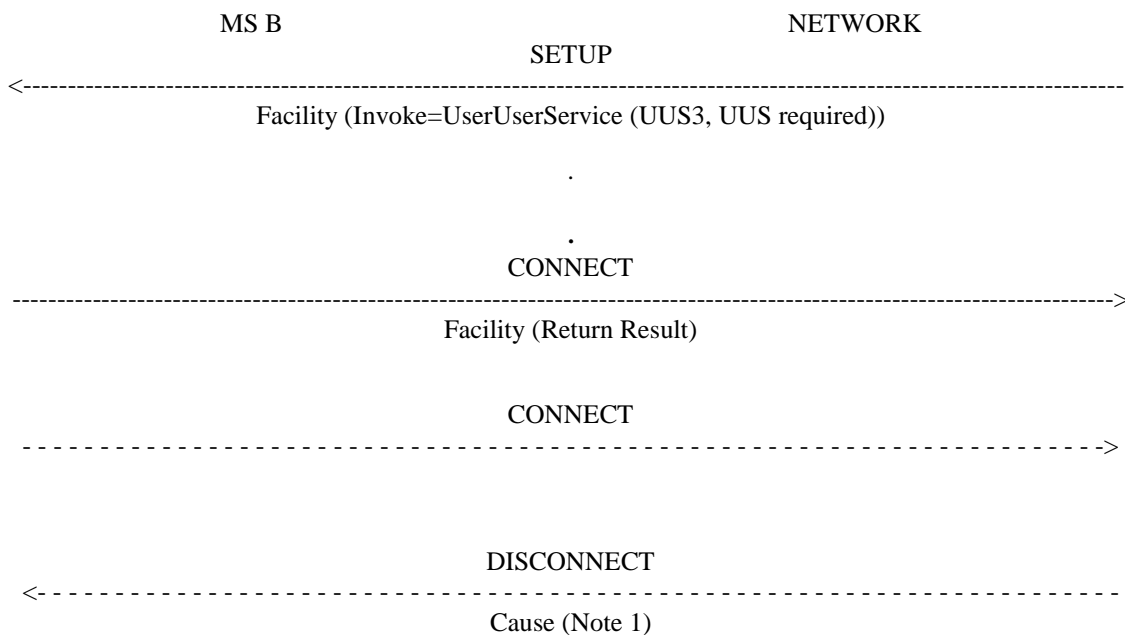 MS B NETWORK
SETUP
<------------------------------------------------------------------------------------------------------------------------------
Facility (Invoke=UserUserService (UUS3, UUS required))
.
.
CONNECT
------------------------------------------------------------------------------------------------------------------------------>
Facility (Return Result)
CONNECT
- - - - - - - - - - - - - - - - - - - - - - - - - - - - - - - - - - - - - - - - - - - - - - - - - - - - - - - - - - - - - - - - - - - - - - ->
DISCONNECT
<- - - - - - - - - - - - - - - - - - - - - - - - - - - - - - - - - - - - - - - - - - - - - - - - - - - - - - - - - - - - - - - - - - - - - - -
Cause (Note 1)